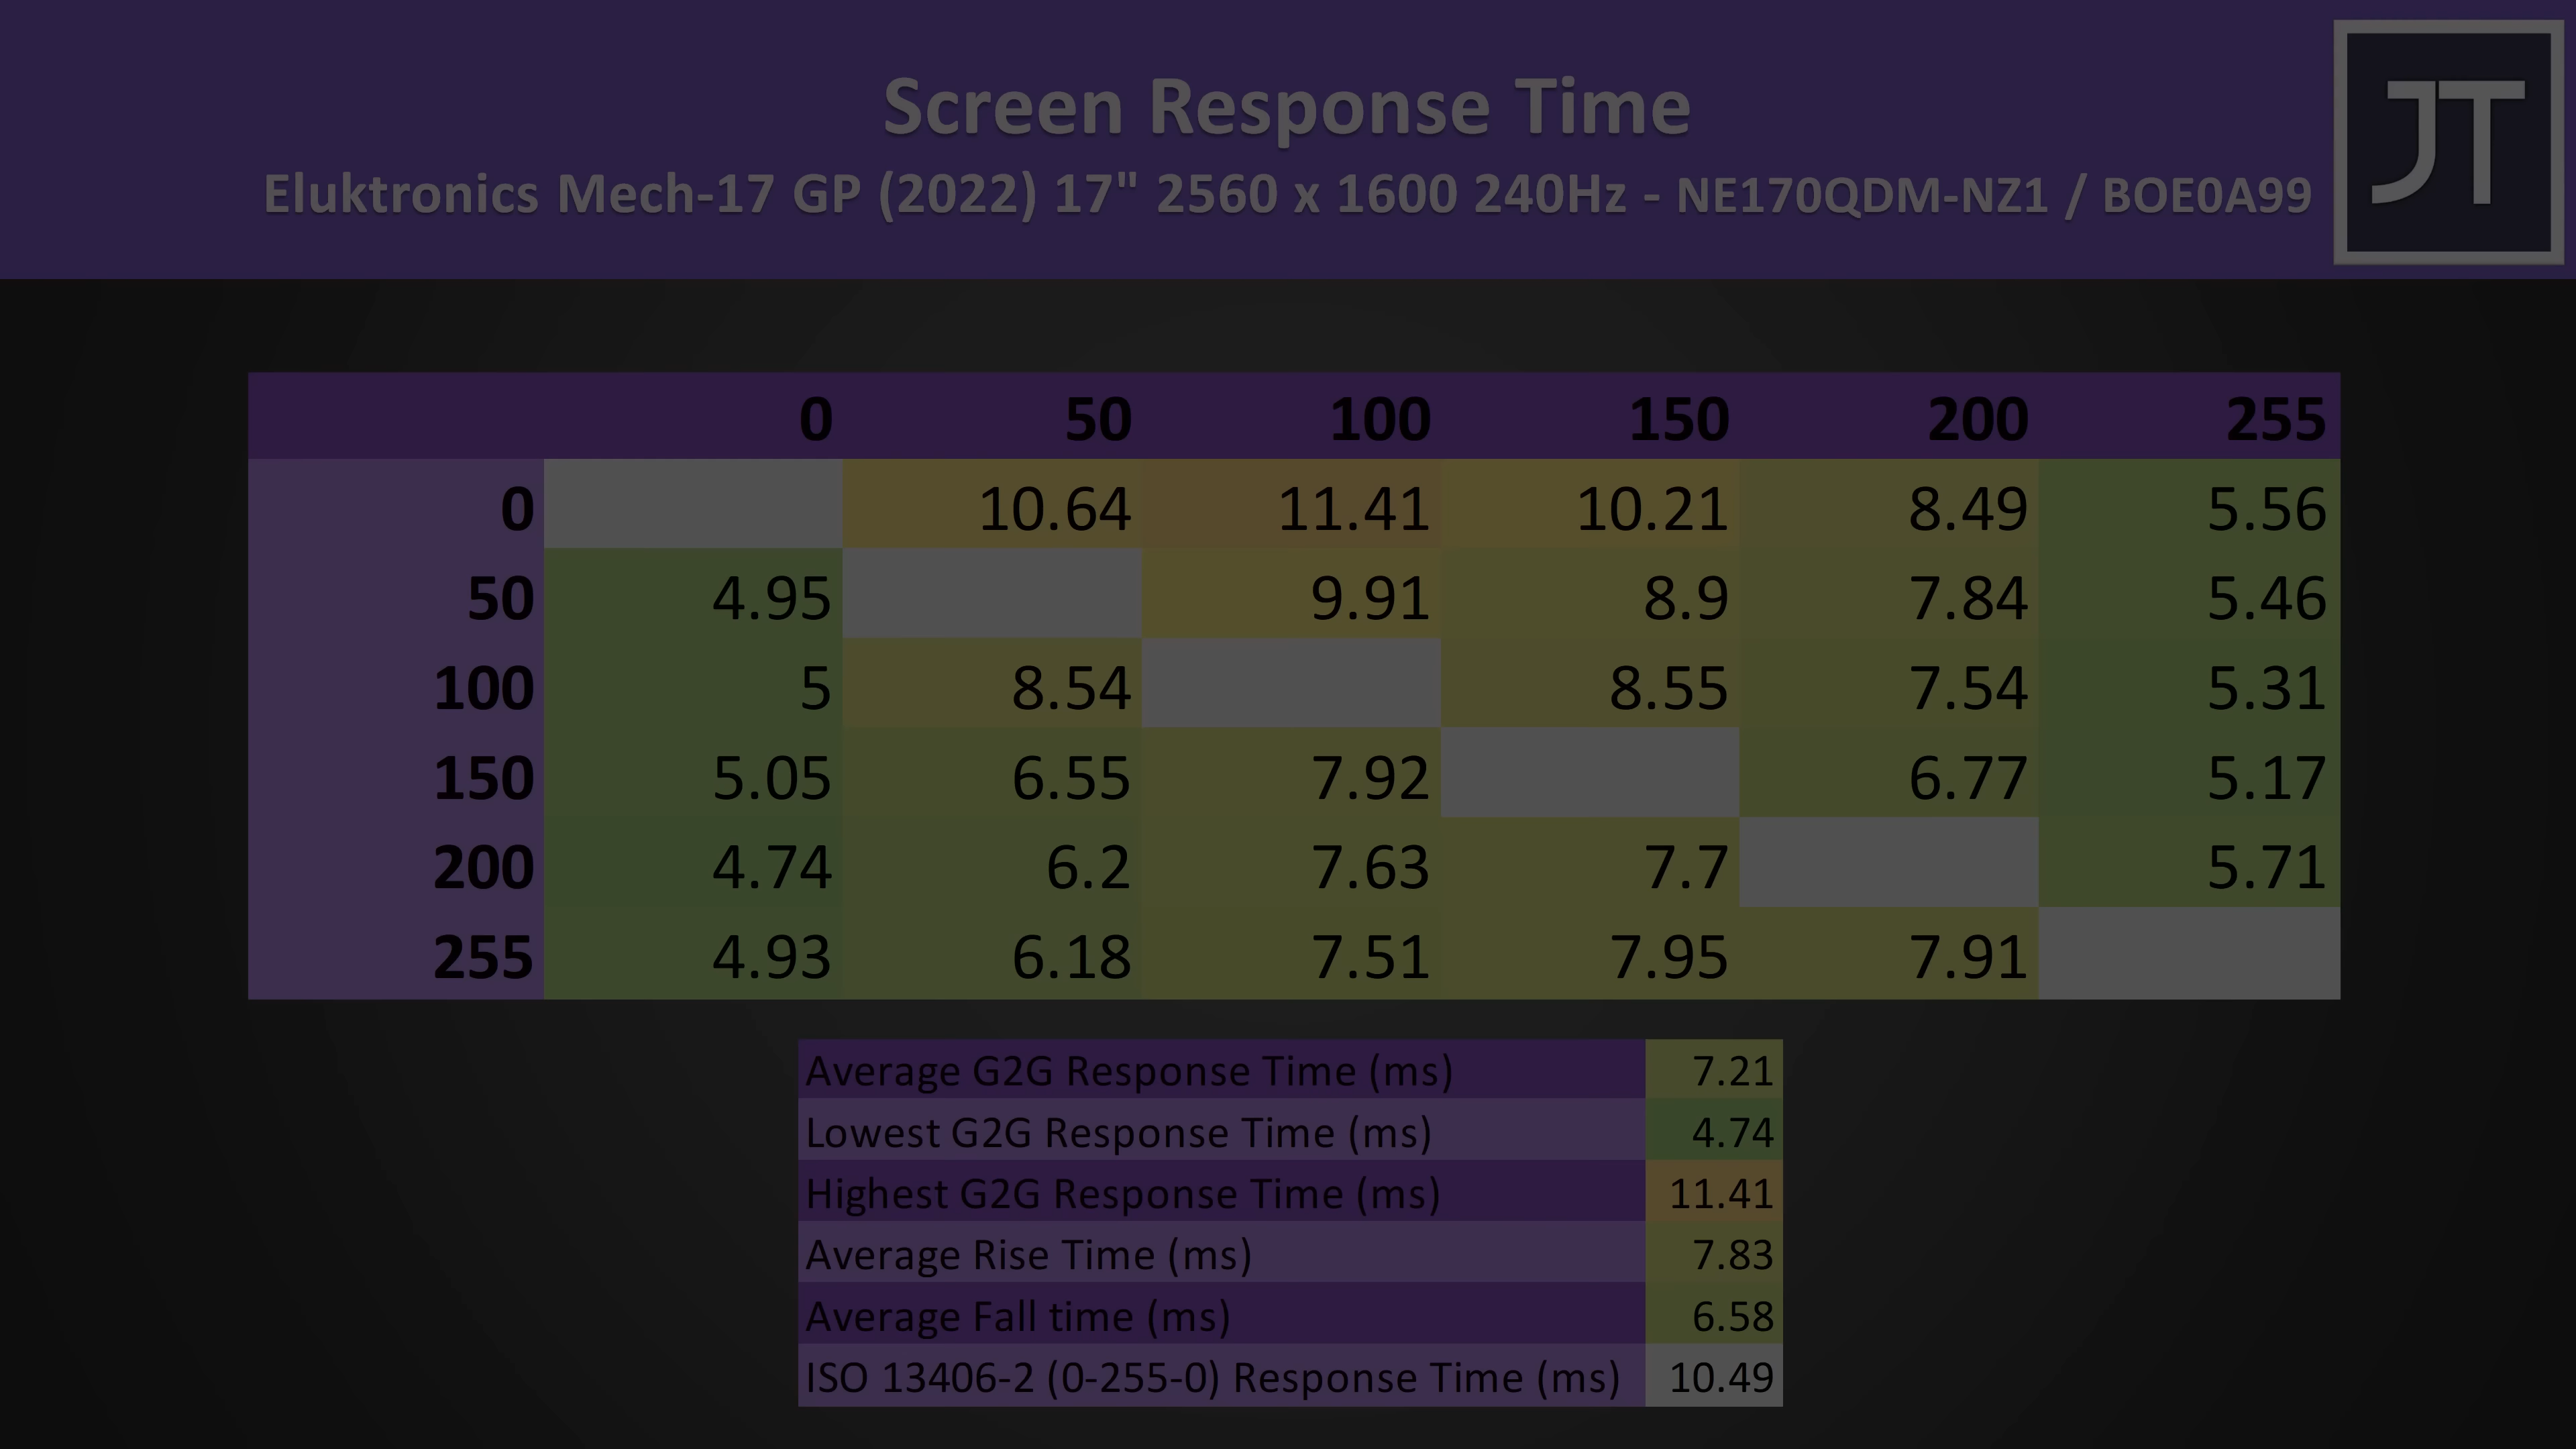 Screen Response Time
JT
Eluktronics Mech-17 GP (2022) 17" 2560 x 1600 240Hz - NE170QDM-NZ1 / BOE0A99
0 50 100 150 200 255
0 10.64 11.41 10.21 8.49 5.56
50 4.95 9.91 8.9 7.84 5.46
100 5 8.54 8.55 7.54 5.31
150 5.05 6.55 7.92 6.77 5.17
200 4.74 6.2 7.63 7.7 5.71
255 4.93 6.18 7.51 7.95 7.91
Average G2G Response Time (ms) 7.21
Lowest G2G Response Time (ms) 4.74
Highest G2G Response Time (ms) 11.41
Average Rise Time (ms) 7.83
Average Fall time (ms) 6.58
ISO 13406-2 (0-255-0) Response Time (ms) 10.49